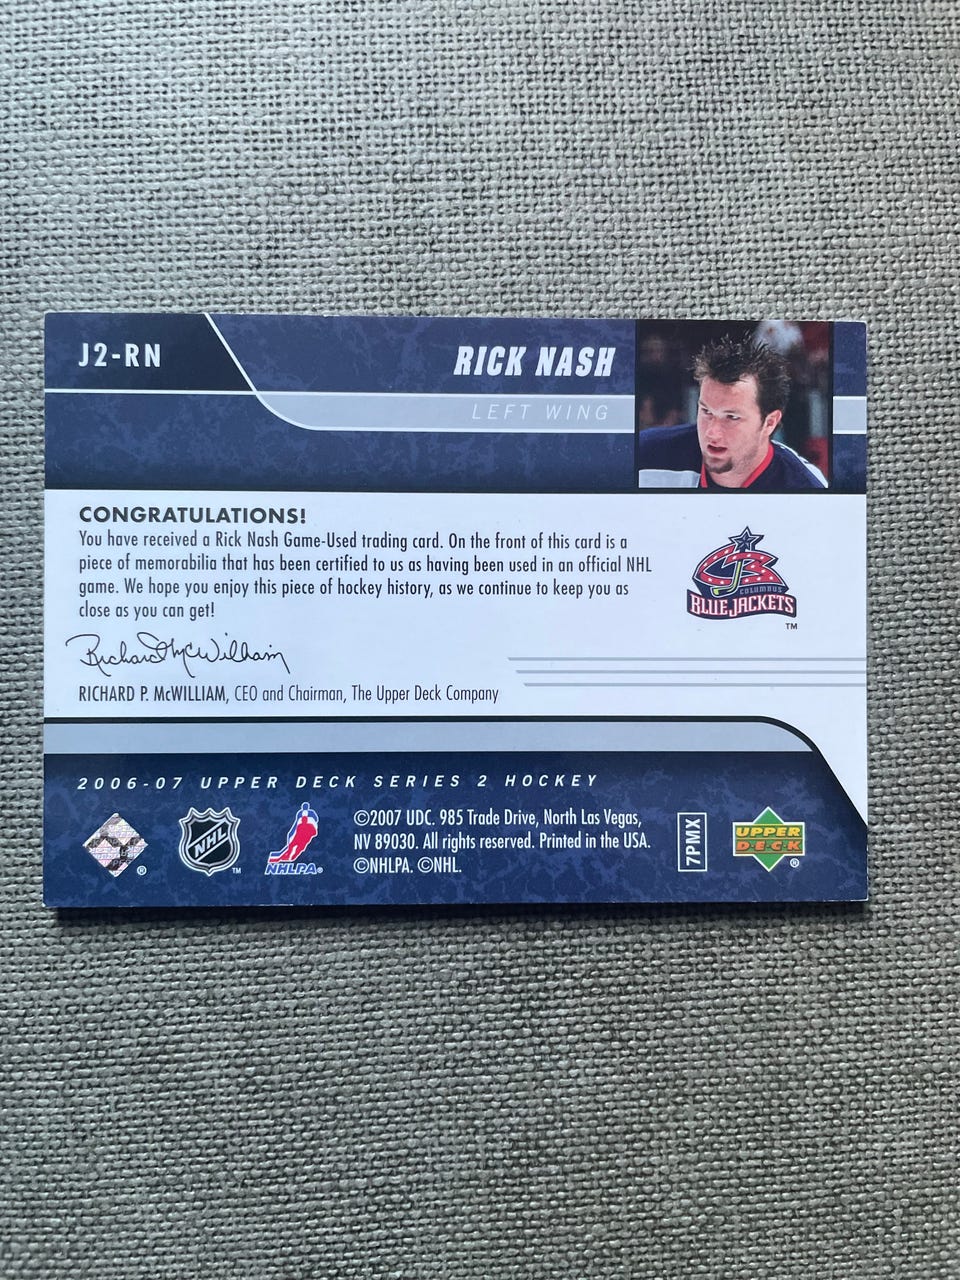 J2-RN
RICK NASH
LEFT WING
CONGRATULATIONS!
You have received a Rick Nash Game-Used trading card. On the front of this card is a
piece of memorabilia that has been certified to us as having been used in an official NHL
game. We hope you enjoy this piece of hockey history, as we continue to keep you as
close as you can get!
COLUMBUS
BLUE JACKETS
TM
Richard McWilliam
RICHARD P. McWILLIAM, CEO and Chairman, The Upper Deck Company
2006-07 UPPER DECK SERIES 2 HOCKEY
®
NHL
TM
NHLPA®
©2007 UDC. 985 Trade Drive, North Las Vegas,
NV 89030. All rights reserved. Printed in the USA.
©NHLPA. ©NHL.
7PMX
UPPER
DECK
®